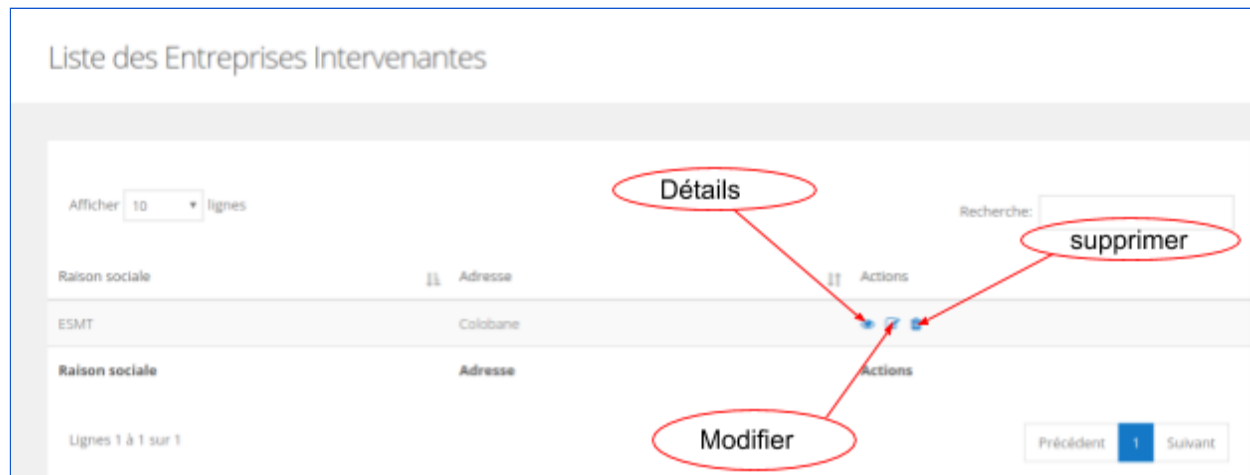 Liste des Entreprises Intervenantes
Détails
Afficher 10 lignes
Recherche:
supprimer
Raison sociale Adresse Actions
ESMT Colobane
Raison sociale Adresse Actions
Lignes 1 à 1 sur 1
Modifier
Précédent 1 Suivant